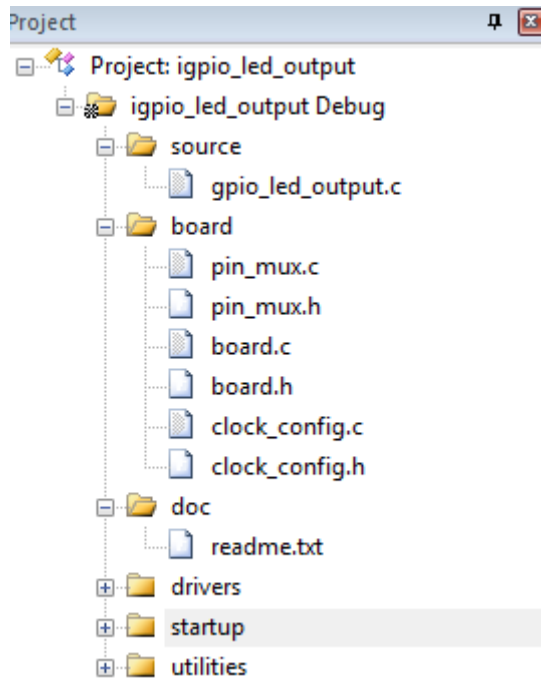 Project
Project: igpio_led_output
igpio_led_output Debug
source
gpio_led_output.c
board
pin_mux.c
pin_mux.h
board.c
board.h
clock_config.c
clock_config.h
doc
readme.txt
drivers
startup
utilities